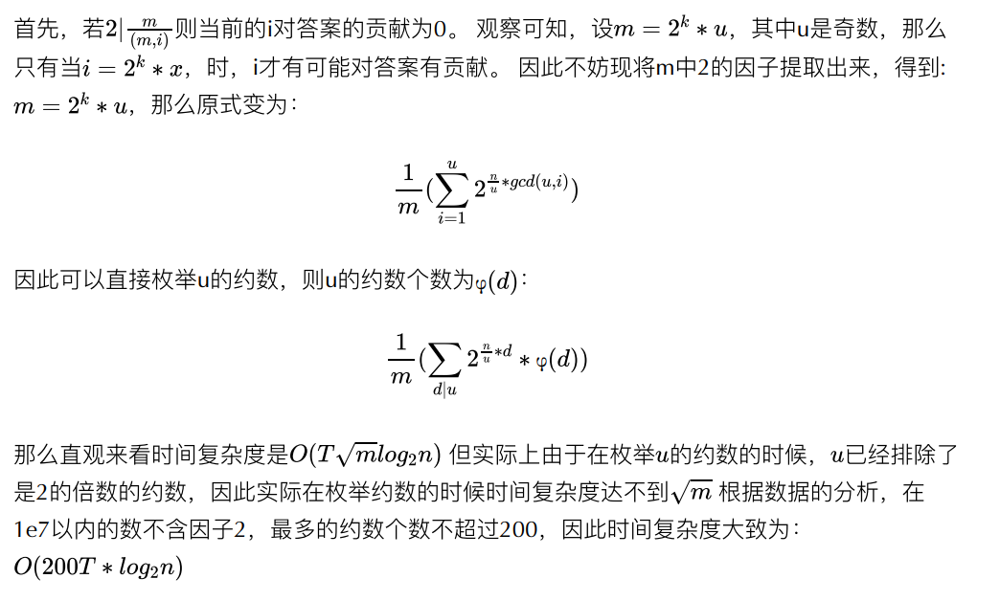 首先，若$2|\frac{m}{(m,i)}$则当前的i对答案的贡献为0。 观察可知，设$m = 2^k * u$，其中u是奇数，那么
只有当$i = 2^k * x$，时，i才有可能对答案有贡献。 因此不妨现将m中2的因子提取出来，得到:
$m = 2^k * u$，那么原式变为：
$\frac{1}{m}(\sum_{i=1}^{u} 2^{\frac{n}{u}*gcd(u,i)})$
因此可以直接枚举u的约数，则u的约数个数为$φ(d)$：
$\frac{1}{m}(\sum_{d|u} 2^{\frac{n}{u}*d} * φ(d))$
那么直观来看时间复杂度是$O(T\sqrt{m}log_2n)$ 但实际上由于在枚举$u$的约数的时候，$u$已经排除了
是2的倍数的约数，因此实际在枚举约数的时候时间复杂度达不到$\sqrt{m}$ 根据数据的分析，在
1e7以内的数不含因子2，最多的约数个数不超过200，因此时间复杂度大致为：
$O(200T * log_2n)$